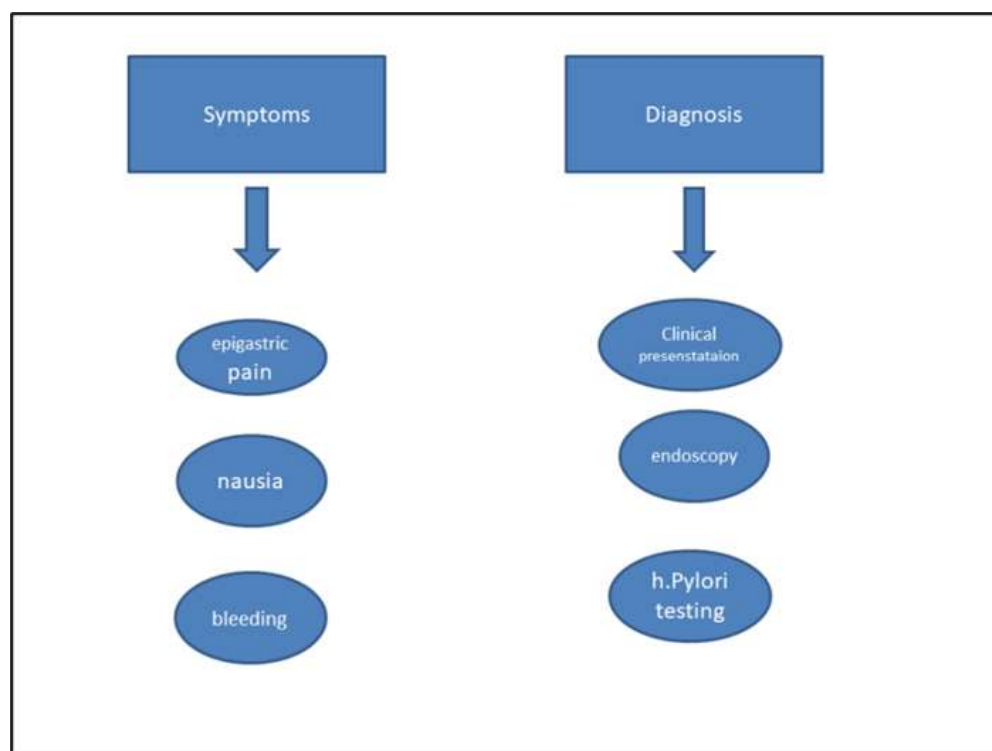 Symptoms
epigastric
pain
nausia
bleeding
Diagnosis
Clinical
presenstataion
endoscopy
h.Pylori
testing